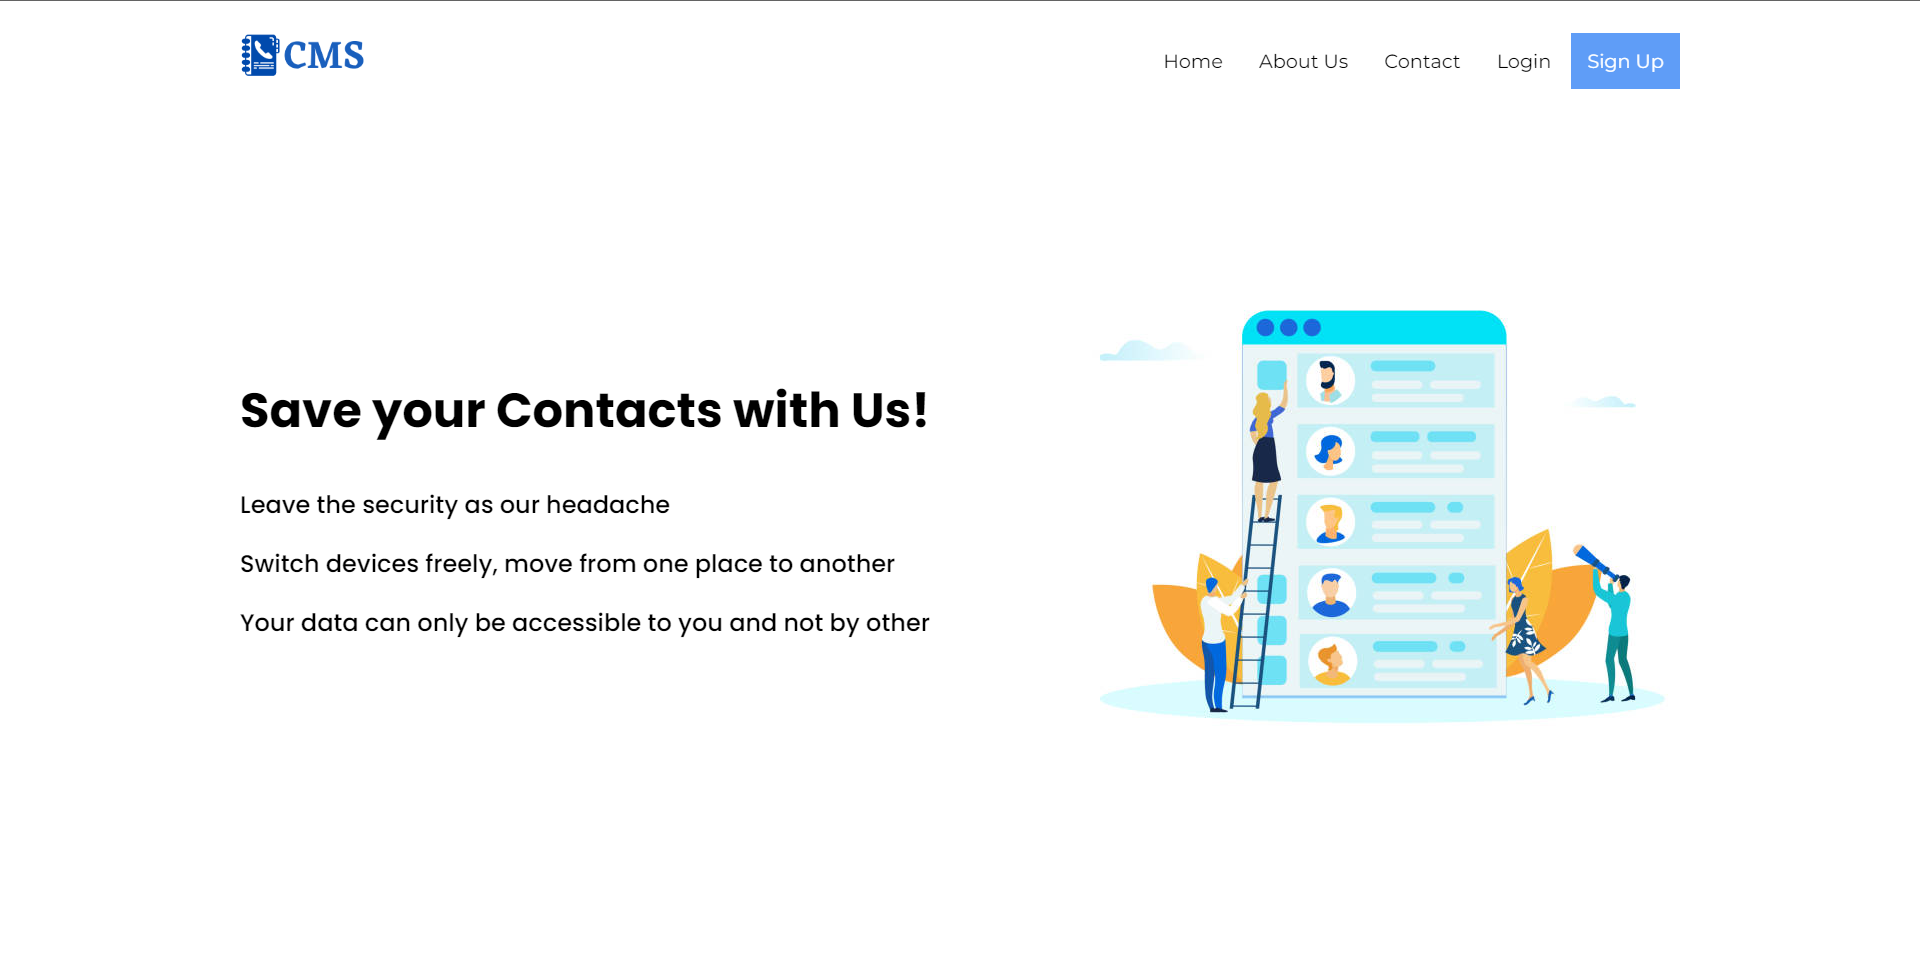 CMS
Home About Us Contact Login Sign Up
Save your Contacts with Us!
Leave the security as our headache
Switch devices freely, move from one place to another
Your data can only be accessible to you and not by other